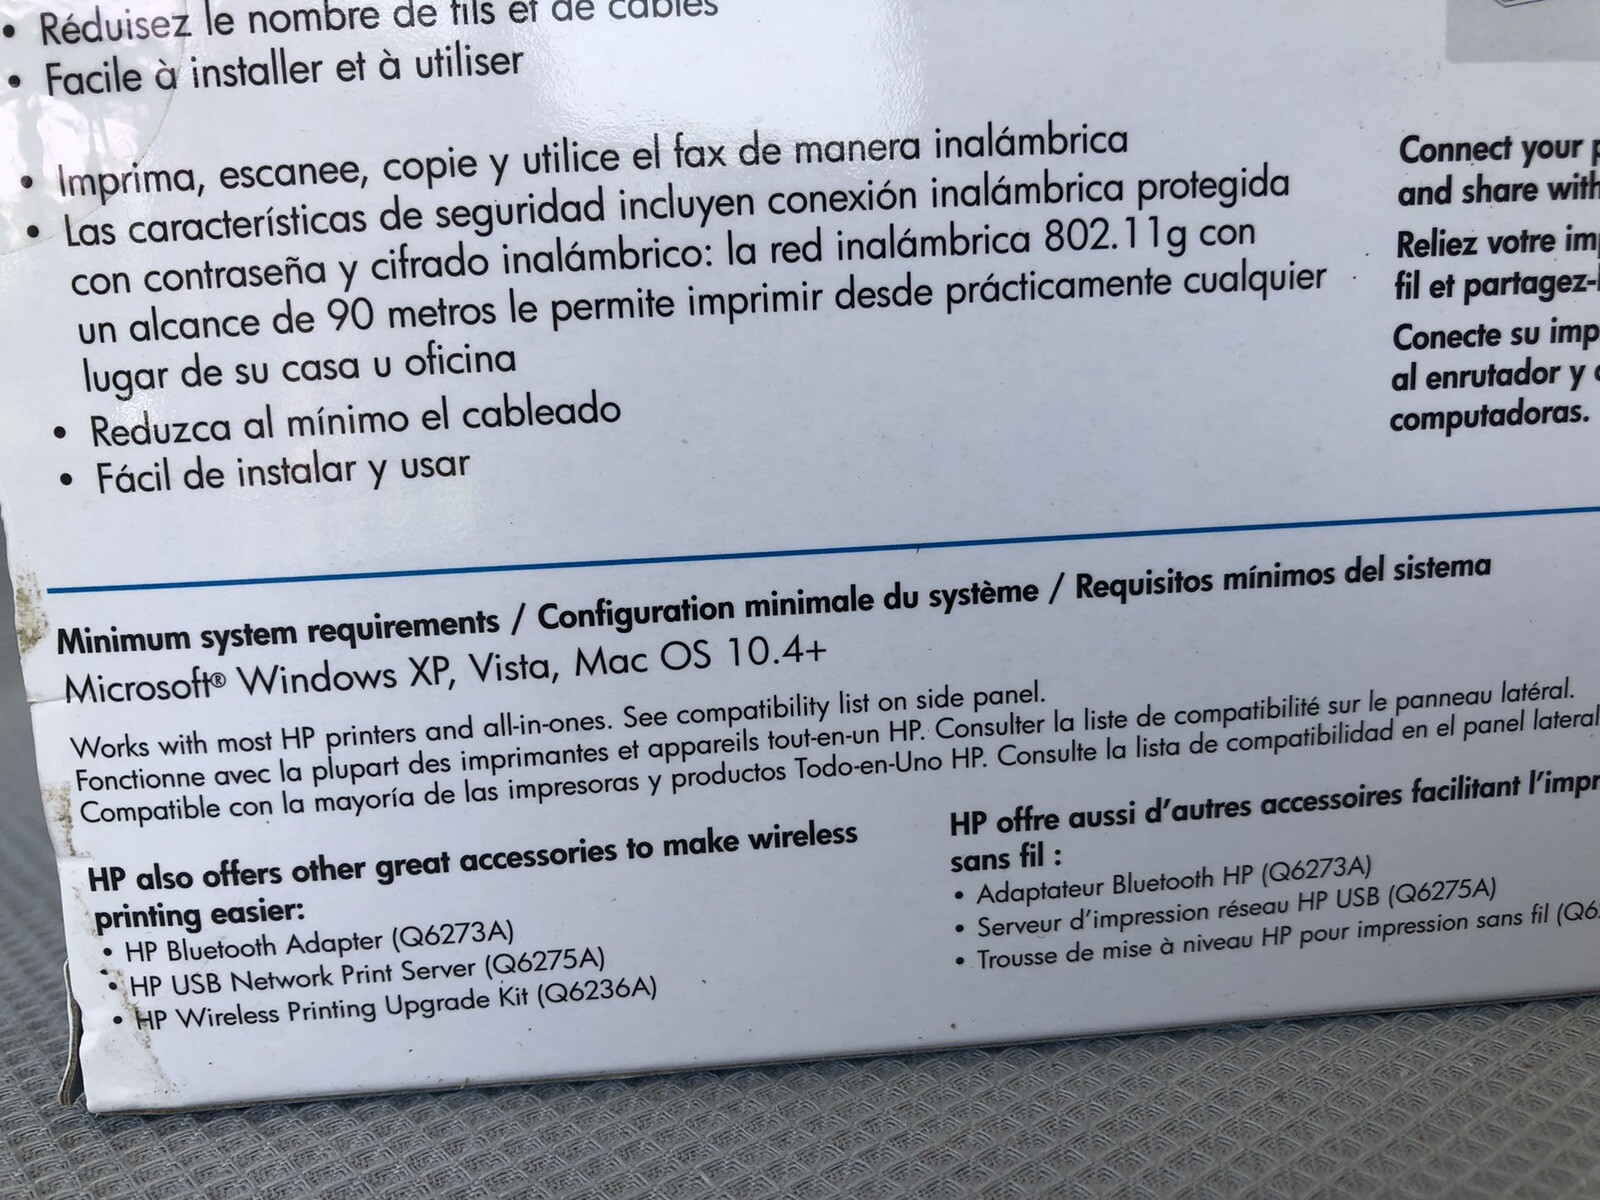 • Réduisez le nombre de fils et de câbles
• Facile à installer et à utiliser
• Imprima, escanee, copie y utilice el fax de manera inalámbrica
• Las características de seguridad incluyen conexión inalámbrica protegida
con contraseña y cifrado inalámbrico: la red inalámbrica 802.11g con
un alcance de 90 metros le permite imprimir desde prácticamente cualquier
lugar de su casa u oficina
• Reduzca al mínimo el cableado
• Fácil de instalar y usar
Connect your
and share with
Reliez votre
fil et
Conecte su
al enrutador y
computadoras.
Minimum system requirements / Configuration minimale du système / Requisitos mínimos del sistema
Microsoft® Windows XP, Vista, Mac OS 10.4+
Works with most HP printers and all-in-ones. See compatibility list on side panel.
Fonctionne avec la plupart des imprimantes et appareils tout-en-un HP. Consulter la liste de compatibilité sur le panneau latéral.
Compatible con la mayoría de las impresoras y productos Todo-en-Uno HP. Consulte la lista de compatibilidad en el panel lateral
HP also offers other great accessories to make wireless
printing easier:
• HP Bluetooth Adapter (Q6273A)
• HP USB Network Print Server (Q6275A)
• HP Wireless Printing Upgrade Kit (Q6236A)
HP offre aussi d'autres accessoires facilitant
sans fil :
• Adaptateur Bluetooth HP (Q6273A)
• Serveur d'impression réseau HP USB (Q6275A)
• Trousse de mise à niveau HP pour impression sans fil